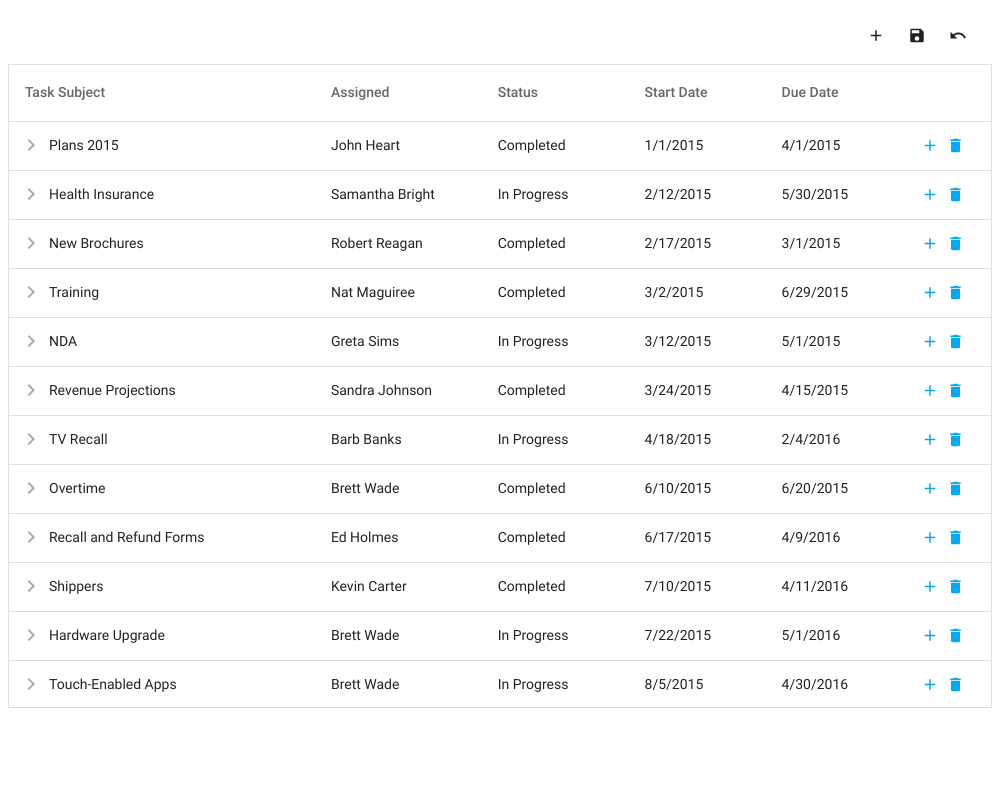 Task Subject Assigned Status Start Date Due Date
Plans 2015 John Heart Completed 1/1/2015 4/1/2015
Health Insurance Samantha Bright In Progress 2/12/2015 5/30/2015
New Brochures Robert Reagan Completed 2/17/2015 3/1/2015
Training Nat Maguiree Completed 3/2/2015 6/29/2015
NDA Greta Sims In Progress 3/12/2015 5/1/2015
Revenue Projections Sandra Johnson Completed 3/24/2015 4/15/2015
TV Recall Barb Banks In Progress 4/18/2015 2/4/2016
Overtime Brett Wade Completed 6/10/2015 6/20/2015
Recall and Refund Forms Ed Holmes Completed 6/17/2015 4/9/2016
Shippers Kevin Carter Completed 7/10/2015 4/11/2016
Hardware Upgrade Brett Wade In Progress 7/22/2015 5/1/2016
Touch-Enabled Apps Brett Wade In Progress 8/5/2015 4/30/2016